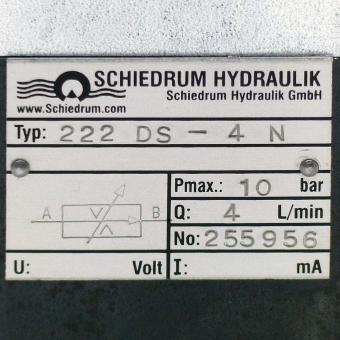 SCHIEDRUM HYDRAULIK
Schiedrum Hydraulik GmbH
www.Schiedrum.com
Typ: 222 DS - 4 N
A B
Pmax.: 10 bar
Q: 4 L/min
No: 255956
U: Volt I: mA